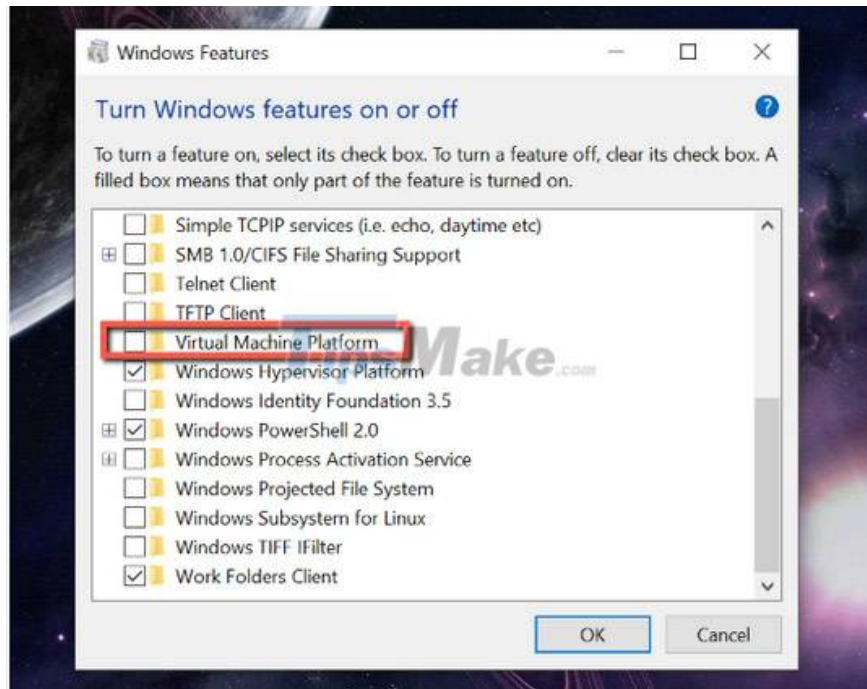 Windows Features
Turn Windows features on or off
To turn a feature on, select its check box. To turn a feature off, clear its check box. A
filled box means that only part of the feature is turned on.
Simple TCPIP services (i.e. echo, daytime etc)
SMB 1.0/CIFS File Sharing Support
Telnet Client
TFTP Client
Virtual Machine Platform
TipsMake.com
Windows Hypervisor Platform
Windows Identity Foundation 3.5
Windows PowerShell 2.0
Windows Process Activation Service
Windows Projected File System
Windows Subsystem for Linux
Windows TIFF IFilter
Work Folders Client
OK Cancel